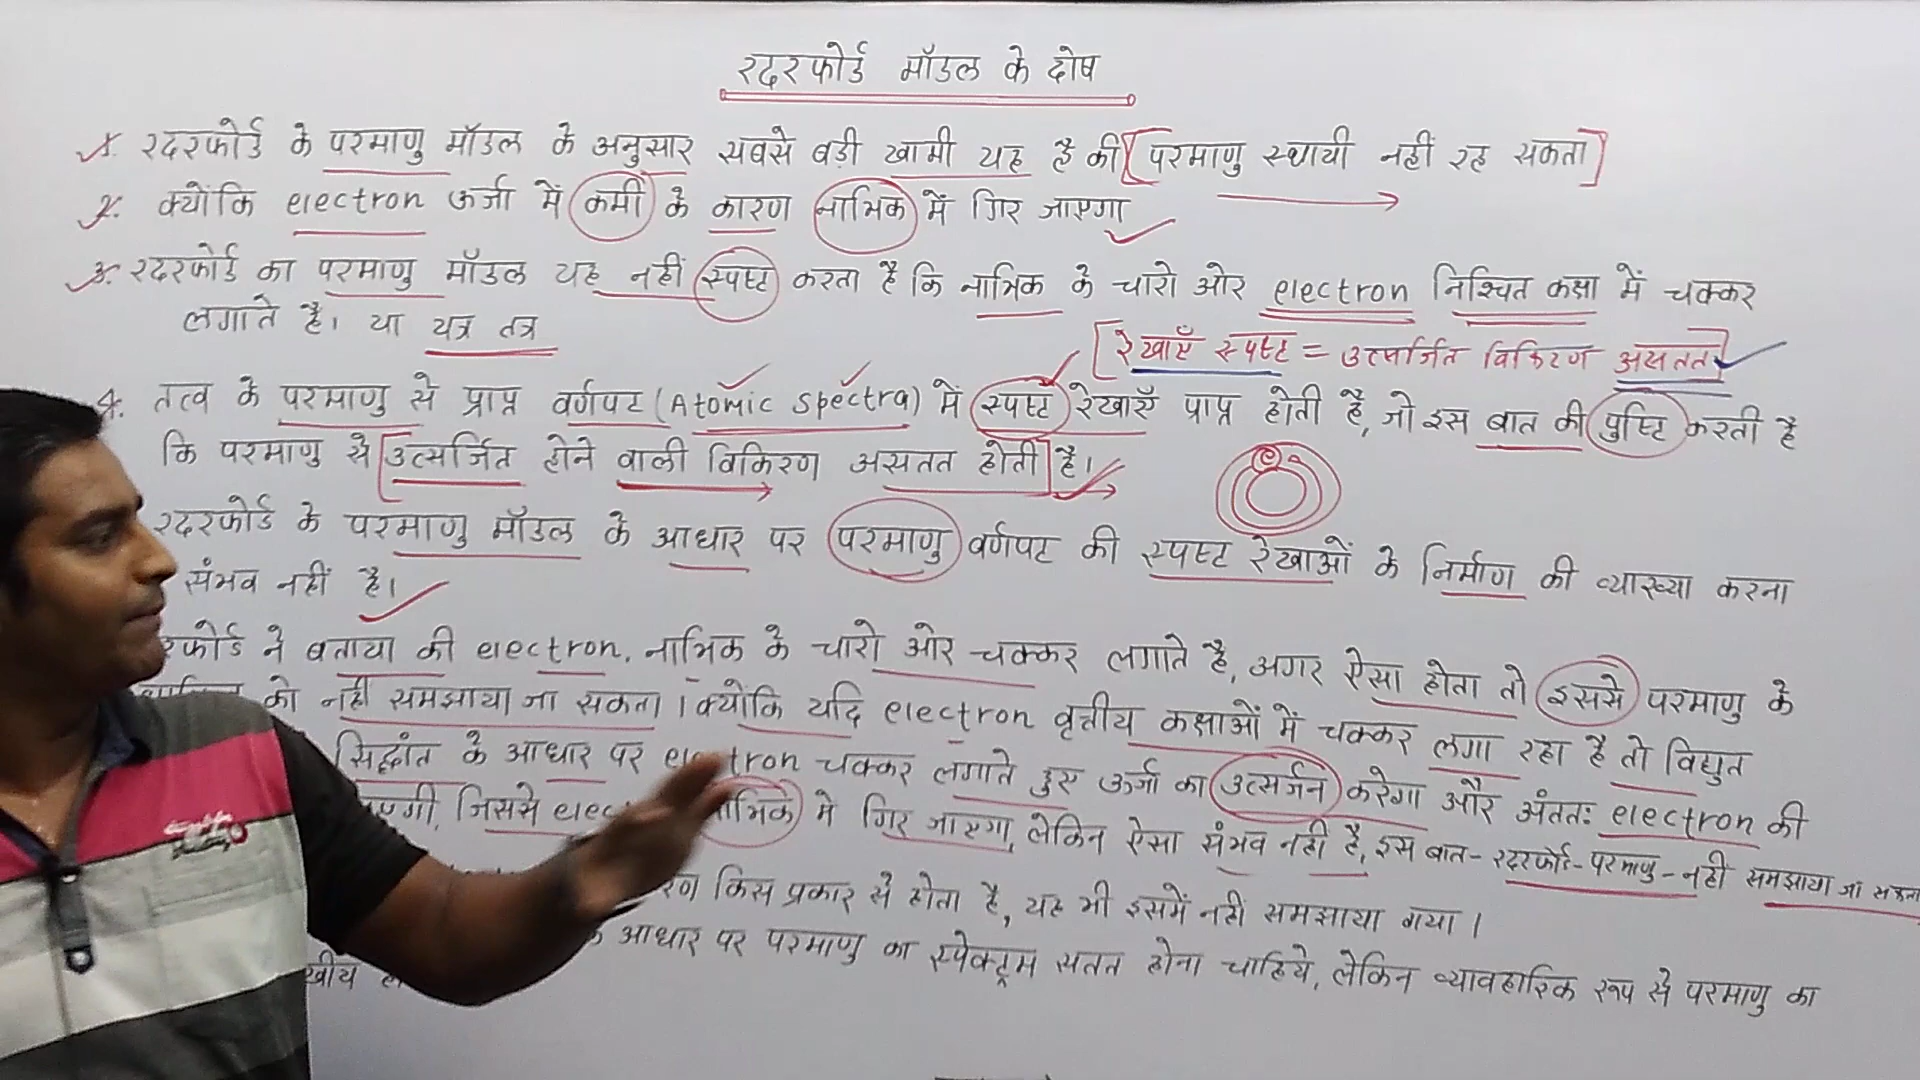 रदरफोर्ड मॉडल के दोष
1. रदरफोर्ड के परमाणु मॉडल के अनुसार सबसे बड़ी खामी यह है की [परमाणु स्थायी नहीं रह सकता]
2. क्योंकि electron ऊर्जा में कमी के कारण नाभिक में गिर जाएगा
3. रदरफोर्ड का परमाणु मॉडल यह नहीं स्पष्ट करता है कि नाभिक के चारो ओर electron निश्चित कक्षा में चक्कर
लगाते है। या यत्र तत्र
[रेखाएँ स्पष्ट = उत्सर्जित विकिरण असतत]
4. तत्व के परमाणु से प्राप्त वर्णपट (Atomic spectra) में स्पष्ट रेखाएँ प्राप्त होती है, जो इस बात की पुष्टि करती है
कि परमाणु से [उत्सर्जित होने वाली विकिरण असतत होती] है।
e
रदरफोर्ड के परमाणु मॉडल के आधार पर परमाणु वर्णपट की स्पष्ट रेखाओं के निर्माण की व्याख्या करना
संभव नहीं है।
फोर्ड ने बताया की electron, नाभिक के चारो ओर चक्कर लगाते है, अगर ऐसा होता तो इससे परमाणु के
को नही समझाया जा सकता । क्योकि यदि electron वृत्तीय कक्षाओं में चक्कर लगा रहा है तो विद्युत
सिद्धांत के आधार पर electron चक्कर लगाते हुए ऊर्जा का उत्सर्जन करेगा और अंततः electron की
जिससे elec नाभिक मे गिर जाएगा, लेकिन ऐसा संभव नही है, इस बात - रदरफोर्ड - परमाणु - नही समझाया जा सकता
किस प्रकार से होता है, यह भी इसमें नही समझाया गया ।
के आधार पर परमाणु का स्पेक्ट्रम सतत होना चाहिये, लेकिन व्यावहारिक रूप से परमाणु का